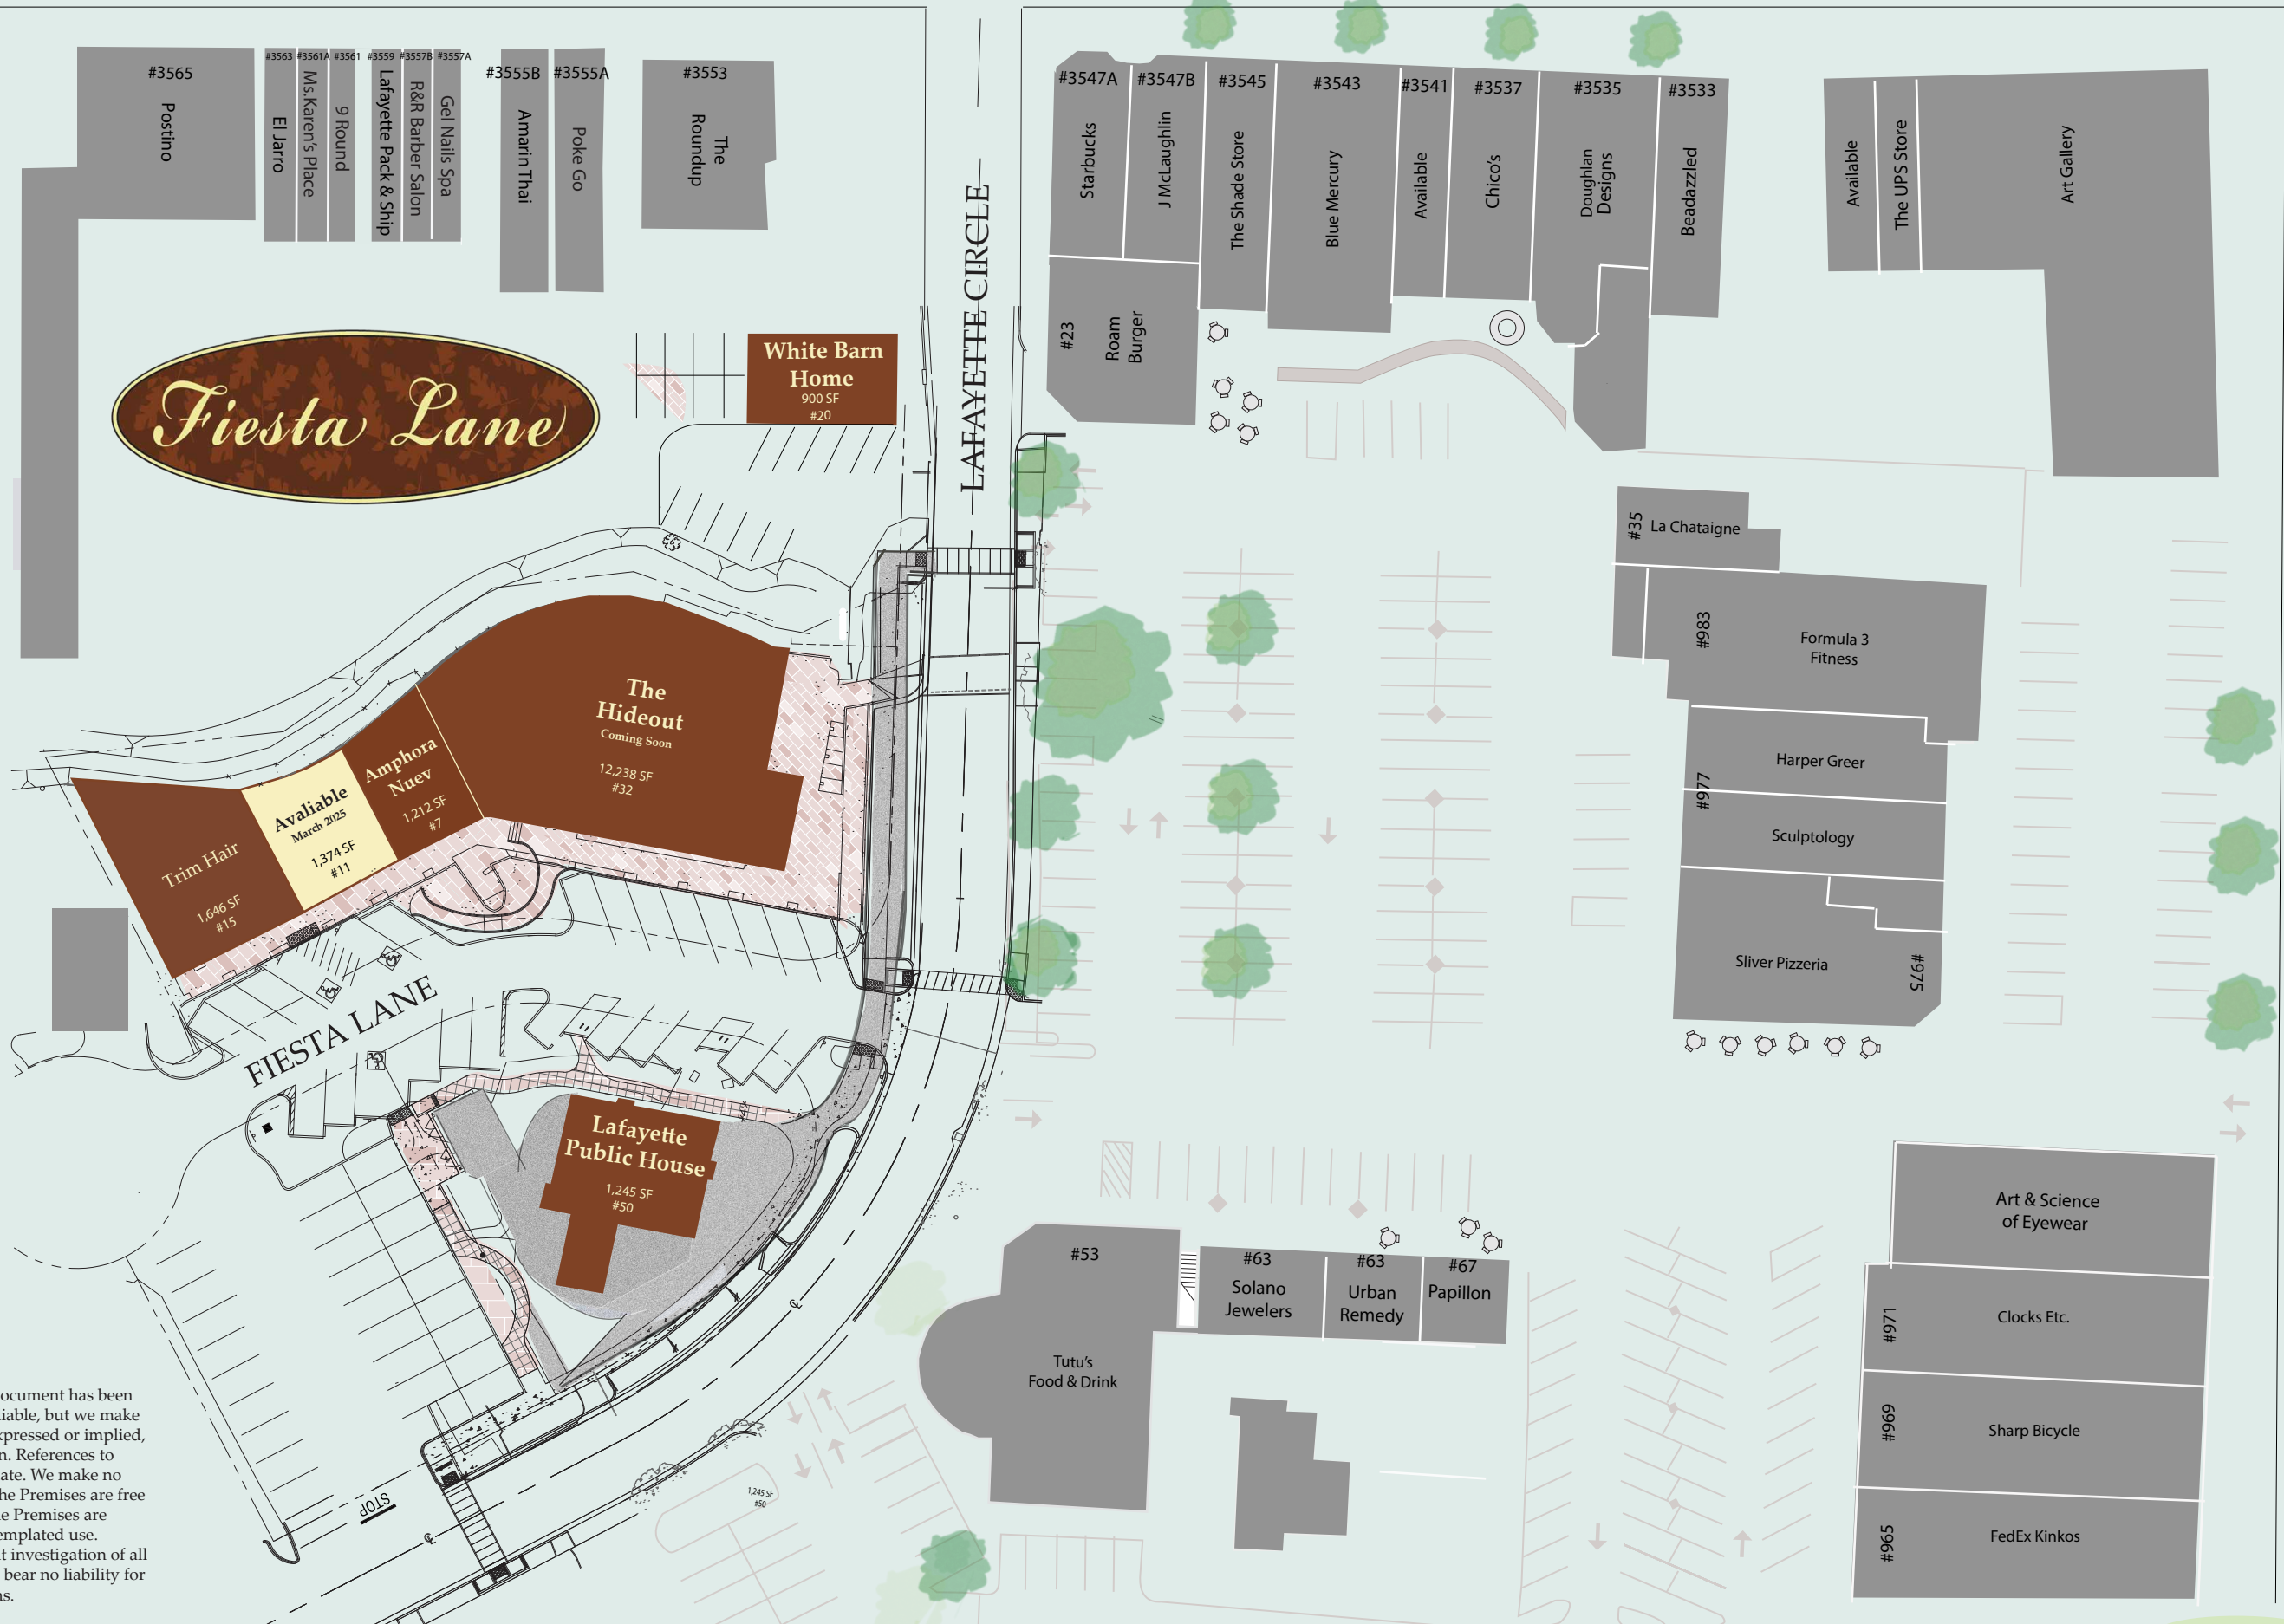 #3565
Postino
#3563
El Jarro
#3561A
Ms.Karen's Place
#3561
9 Round
#3559
Lafayette Pack & Ship
#3557B
R&R Barber Salon
#3557A
Gel Nails Spa
#3555B
Amarin Thai
#3555A
Poke Go
#3553
The
Roundup
LAFAYETTE CIRCLE
#3547A
Starbucks
#3547B
J McLaughlin
#3545
The Shade Store
#3543
Blue Mercury
#3541
Available
#3537
Chico's
#3535
Doughlan
Designs
#3533
Beadazzled
Available
The UPS Store
Art Gallery
#23
Roam
Burger
Fiesta Lane
White Barn
Home
900 SF
#20
#35
La Chataigne
#983
Formula 3
Fitness
#977
Harper Greer
Sculptology
Sliver Pizzeria
#975
The
Hideout
Coming Soon
12,238 SF
#32
Amphora
Nuev
1,212 SF
#7
Avaliable
March 2025
1,374 SF
#11
Trim Hair
1,646 SF
#15
FIESTA LANE
Lafayette
Public House
1,245 SF
#50
#53
Tutu's
Food & Drink
#63
Solano
Jewelers
#63
Urban
Remedy
#67
Papillon
Art & Science
of Eyewear
#971
Clocks Etc.
#969
Sharp Bicycle
#965
FedEx Kinkos
1,245 SF
#50
STOP
ocument has been
iable, but we make
xpressed or implied,
n. References to
ate. We make no
he Premises are free
e Premises are
emplated use.
t investigation of all
bear no liability for
ns.